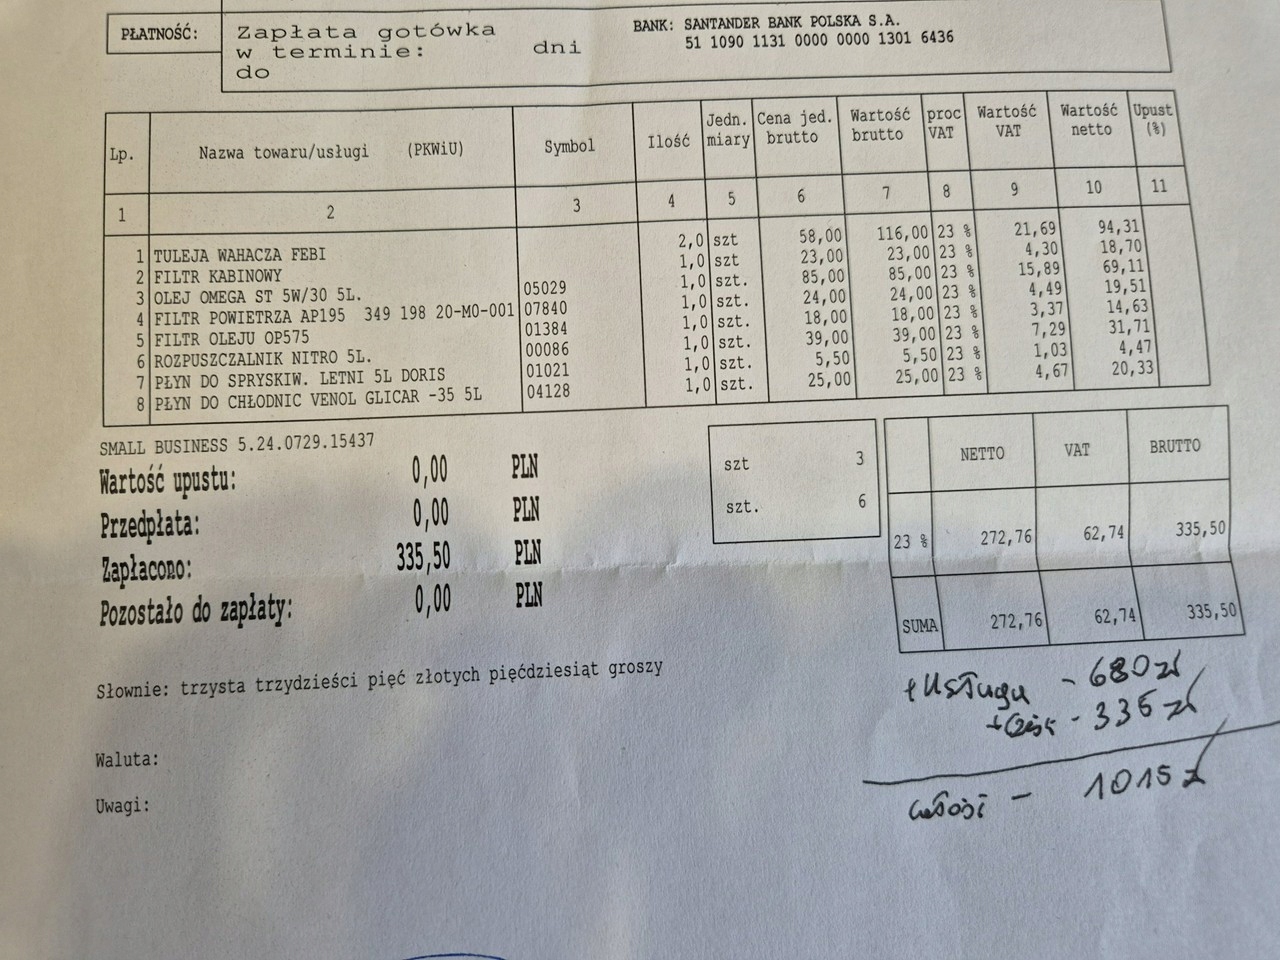 PŁATNOŚĆ:
Zapłata gotówka
w terminie: dni
do
BANK: SANTANDER BANK POLSKA S.A.
51 1090 1131 0000 0000 1301 6436
Lp. Nazwa towaru/usługi (PKWiU) Symbol Ilość Jedn. miary Cena jed. brutto Wartość brutto proc VAT Wartość VAT Wartość netto Upust (%)
1 2 3 4 5 6 7 8 9 10 11
1 TULEJA WAHACZA FEBI 2,0 szt 58,00 116,00 23 % 21,69 94,31
2 FILTR KABINOWY 1,0 szt 23,00 23,00 23 % 4,30 18,70
3 OLEJ OMEGA ST 5W/30 5L. 05029 1,0 szt. 85,00 85,00 23 % 15,89 69,11
4 FILTR POWIETRZA AP195 349 198 20-MO-001 07840 1,0 szt. 24,00 24,00 23 % 4,49 19,51
5 FILTR OLEJU OP575 01384 1,0 szt. 18,00 18,00 23 % 3,37 14,63
6 ROZPUSZCZALNIK NITRO 5L. 00086 1,0 szt. 39,00 39,00 23 % 7,29 31,71
7 PŁYN DO SPRYSKIW. LETNI 5L DORIS 01021 1,0 szt. 5,50 5,50 23 % 1,03 4,47
8 PŁYN DO CHŁODNIC VENOL GLICAR -35 5L 04128 1,0 szt. 25,00 25,00 23 % 4,67 20,33
SMALL BUSINESS 5.24.0729.15437
Wartość upustu: 0,00 PLN
Przedpłata: 0,00 PLN
Zapłacono: 335,50 PLN
Pozostało do zapłaty: 0,00 PLN
szt 3
szt. 6
NETTO VAT BRUTTO
23 % 272,76 62,74 335,50
SUMA 272,76 62,74 335,50
Słownie: trzysta trzydzieści pięć złotych pięćdziesiąt groszy
+ Usługa - 680 zł
+ Części - 335 zł
całość - 1015 zł
Waluta:
Uwagi: